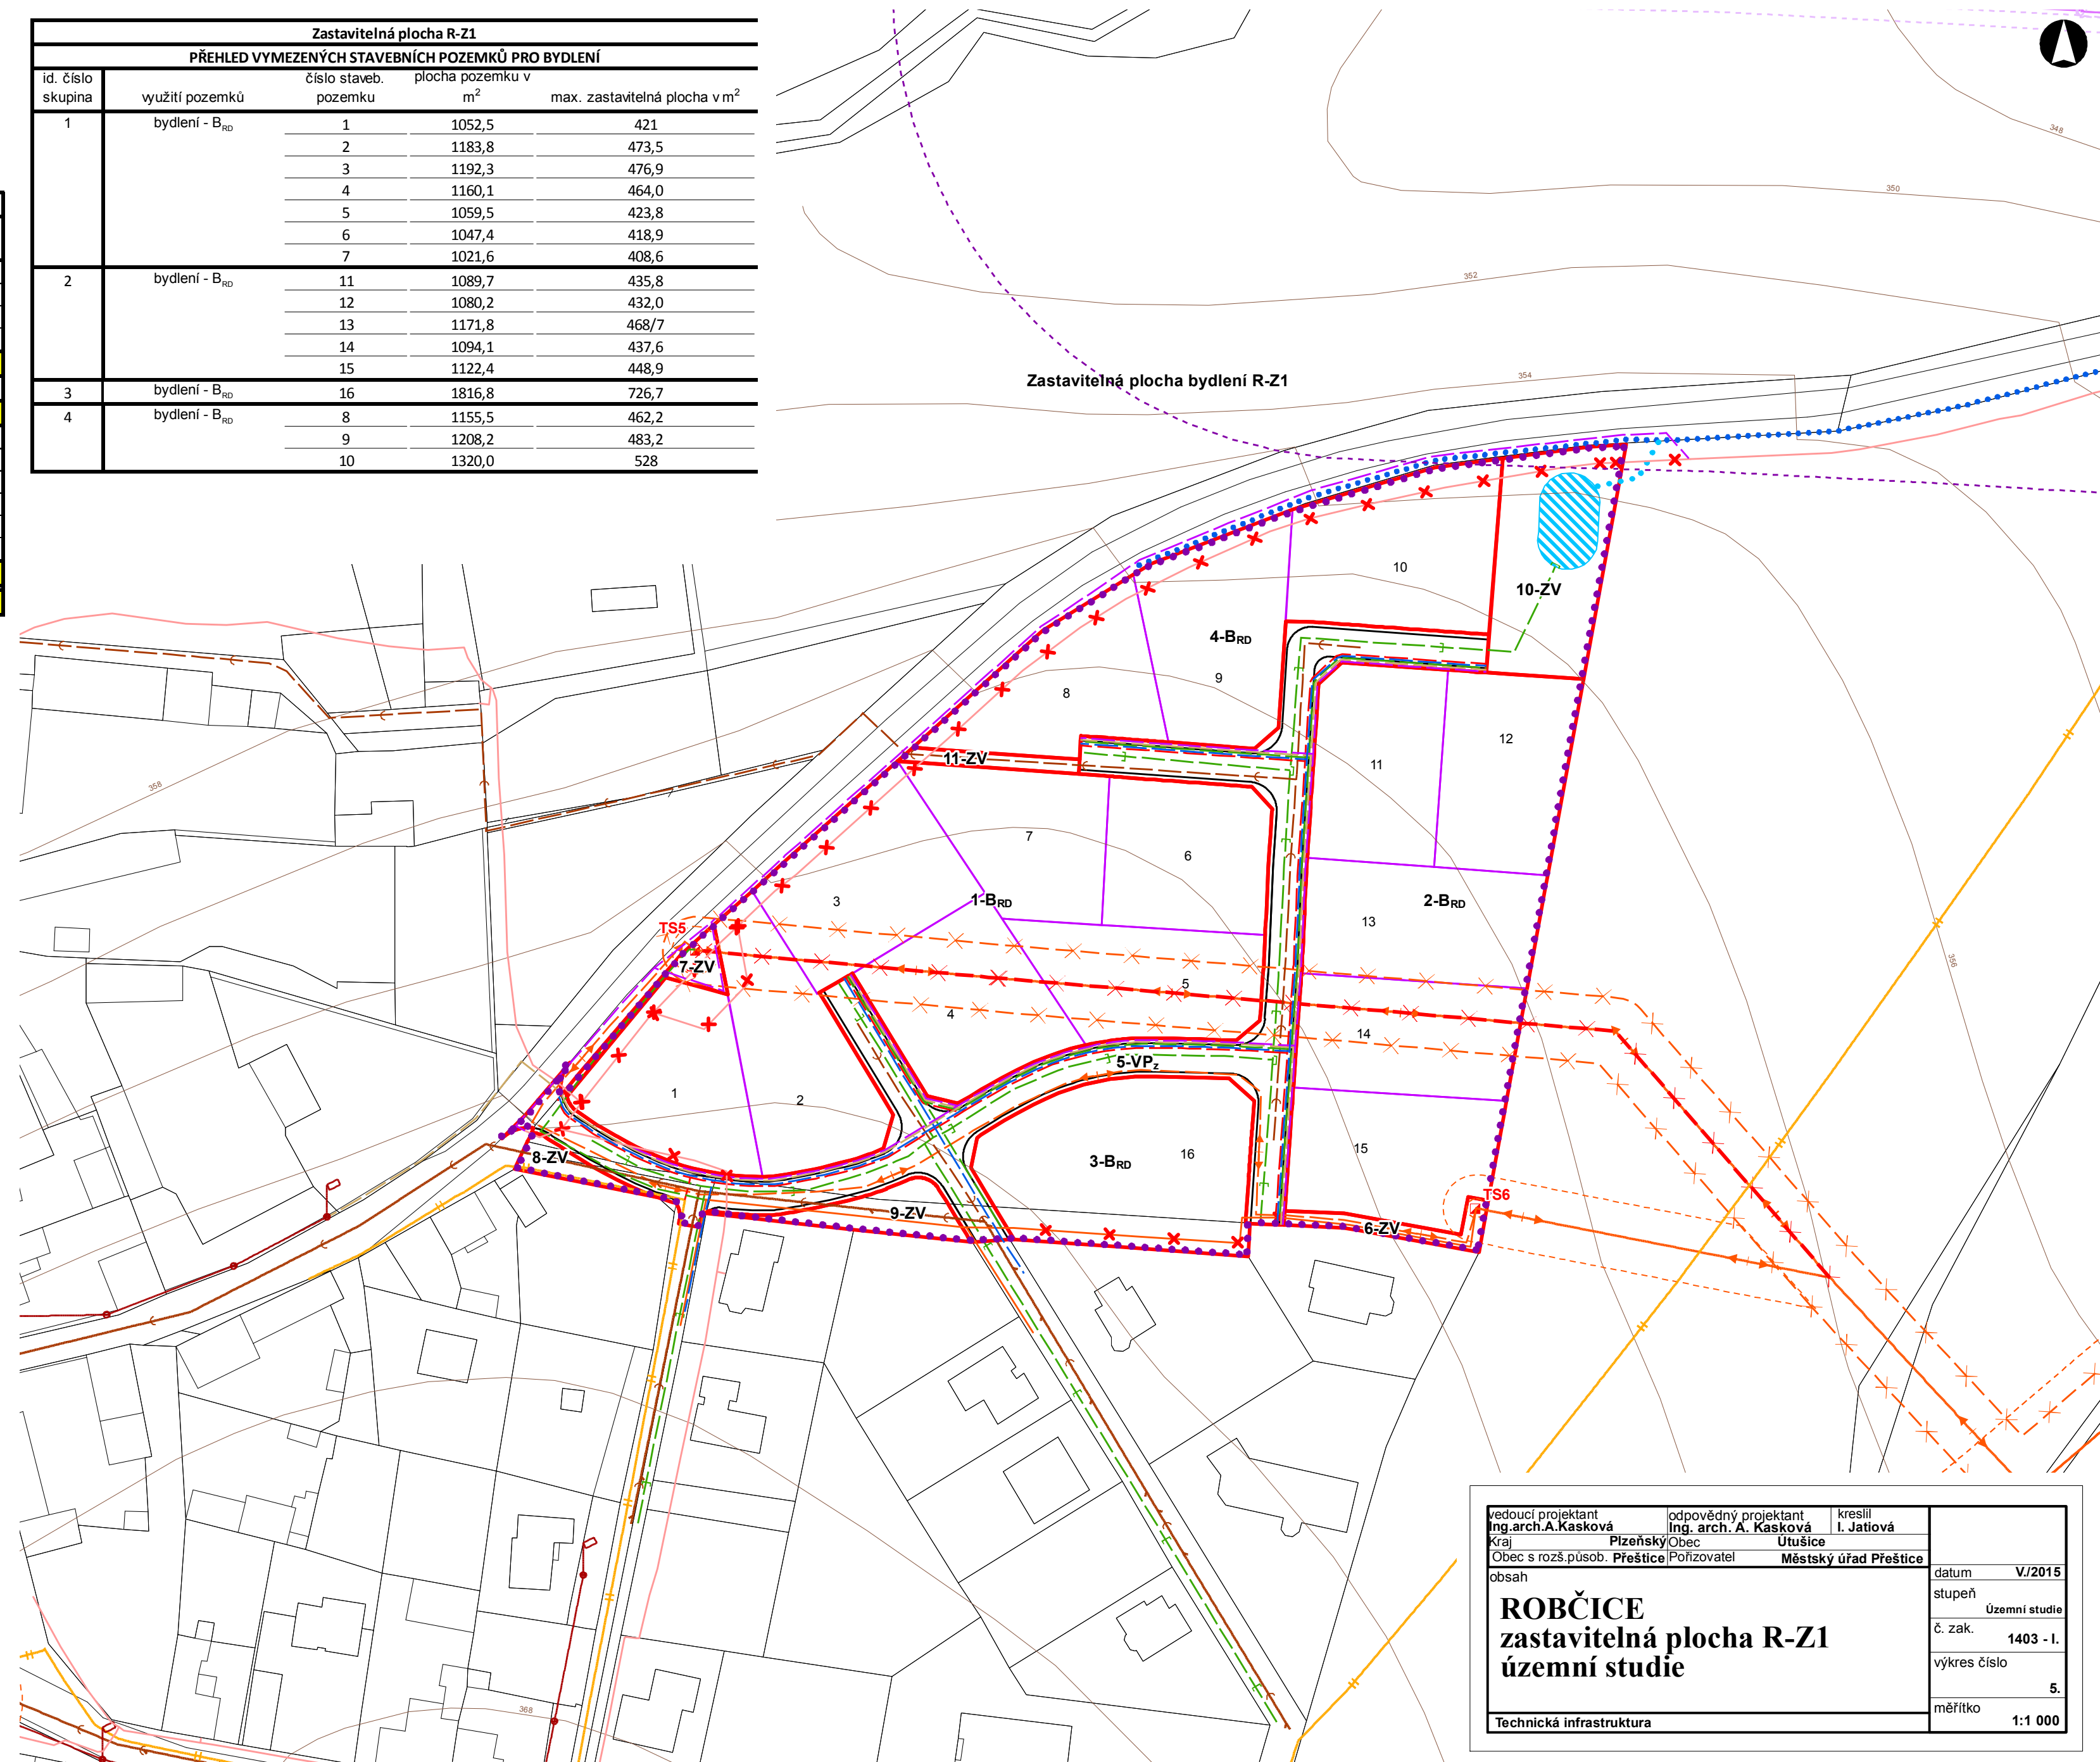 Zastavitelná plocha R-Z1
PŘEHLED VYMEZENÝCH STAVEBNÍCH POZEMKŮ PRO BYDLENÍ
id. číslo skupina využití pozemků číslo staveb. pozemku plocha pozemku v m² max. zastavitelná plocha v m²
1 bydlení - BRD 1 1052,5 421
2 1183,8 473,5
3 1192,3 476,9
4 1160,1 464,0
5 1059,5 423,8
6 1047,4 418,9
7 1021,6 408,6
2 bydlení - BRD 11 1089,7 435,8
12 1080,2 432,0
13 1171,8 468/7
14 1094,1 437,6
15 1122,4 448,9
3 bydlení - BRD 16 1816,8 726,7
4 bydlení - BRD 8 1155,5 462,2
9 1208,2 483,2
10 1320,0 528
348
350
352
354
Zastavitelná plocha bydlení R-Z1
10
10-ZV
4-BRD
9
8
12
11-ZV
11
358
7
6
3
1-BRD
2-BRD
13
TS5
7-ZV
356
5
4
14
5-VPz
1
2
15
8-ZV
3-BRD
16
TS6
9-ZV
6-ZV
368
vedoucí projektant
Ing.arch.A.Kasková
odpovědný projektant
Ing. arch. A. Kasková
kreslil
I. Jatiová
Kraj Plzeňský Obec Útušice
Obec s rozš.působ. Přeštice Pořizovatel Městský úřad Přeštice
obsah
ROBČICE
zastavitelná plocha R-Z1
územní studie
Technická infrastruktura
datum V./2015
stupeň
Územní studie
č. zak.
1403 - I.
výkres číslo
5.
měřítko
1:1 000